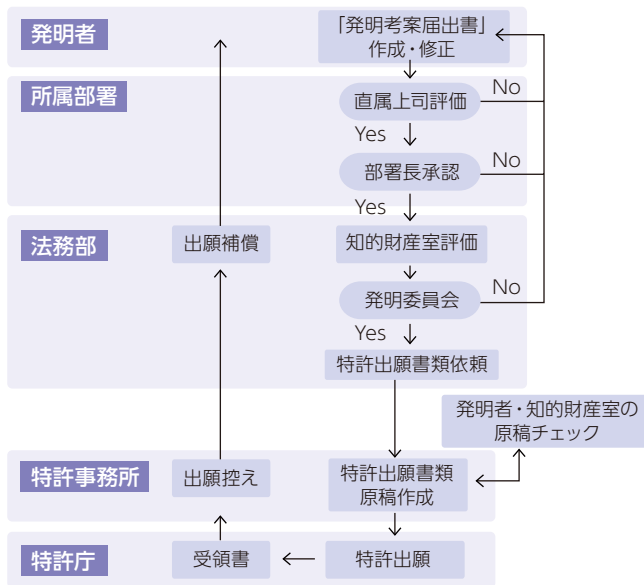 発明者
「発明考案届出書」
作成・修正
所属部署
直属上司評価
No
Yes
部署長承認
No
Yes
法務部
出願補償
知的財産室評価
発明委員会
No
Yes
特許出願書類依頼
発明者・知的財産室の
原稿チェック
特許事務所
出願控え
特許出願書類
原稿作成
特許庁
受領書
特許出願